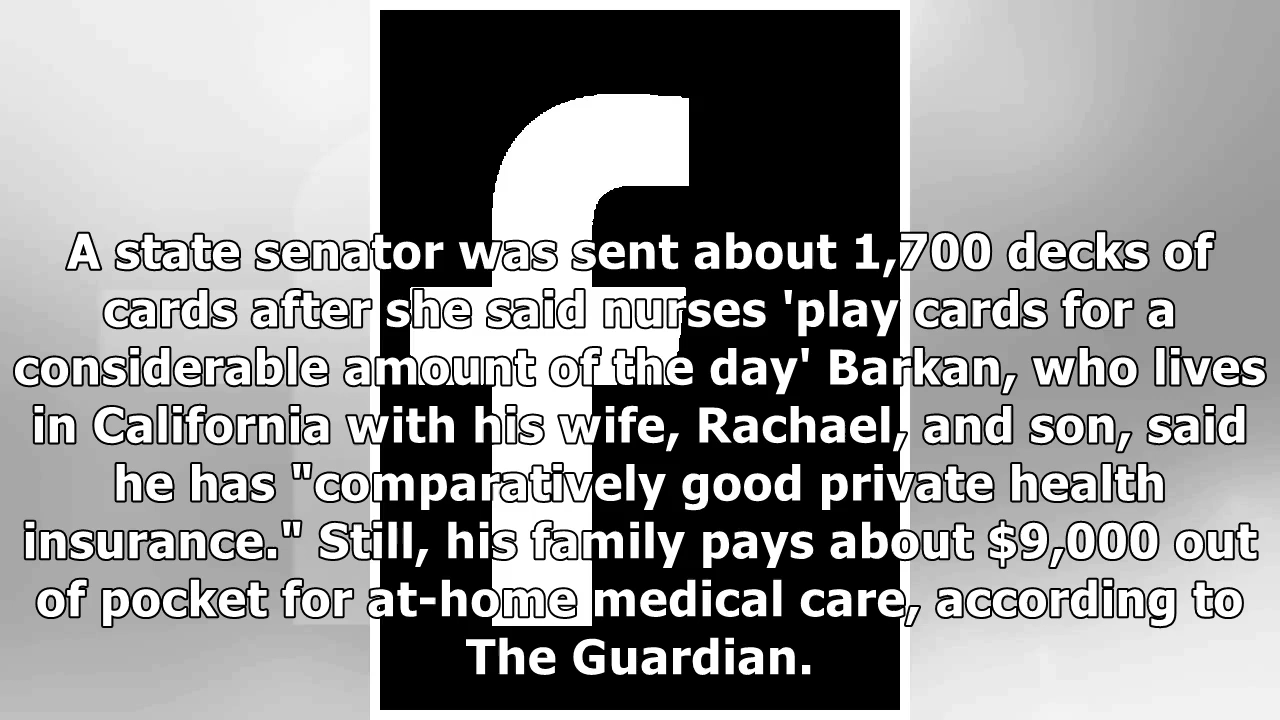 A state senator was sent about 1,700 decks of
cards after she said nurses 'play cards for a
considerable amount of the day' Barkan, who lives
in California with his wife, Rachael, and son, said
he has "comparatively good private health
insurance." Still, his family pays about $9,000 out
of pocket for at-home medical care, according to
The Guardian.